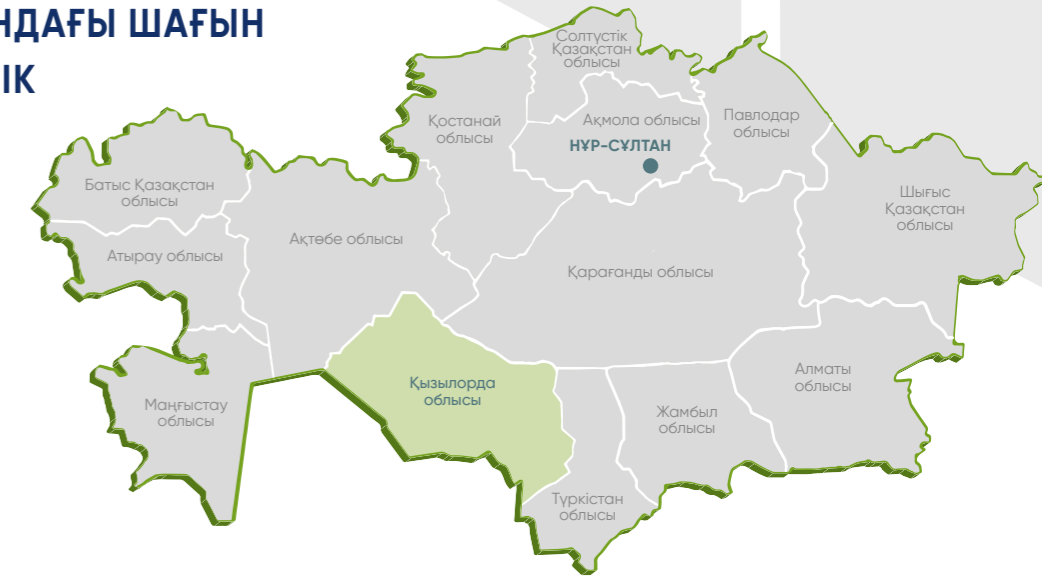 НДАҒЫ ШАҒЫН
ІК
Солтүстік
Қазақстан
облысы
Қостанай
облысы
Ақмола облысы
НҰР-СҰЛТАН
Павлодар
облысы
Батыс Қазақстан
облысы
Шығыс
Қазақстан
облысы
Ақтөбе облысы
Атырау облысы
Қарағанды облысы
Қызылорда
облысы
Алматы
облысы
Маңғыстау
облысы
Жамбыл
облысы
Түркістан
облысы